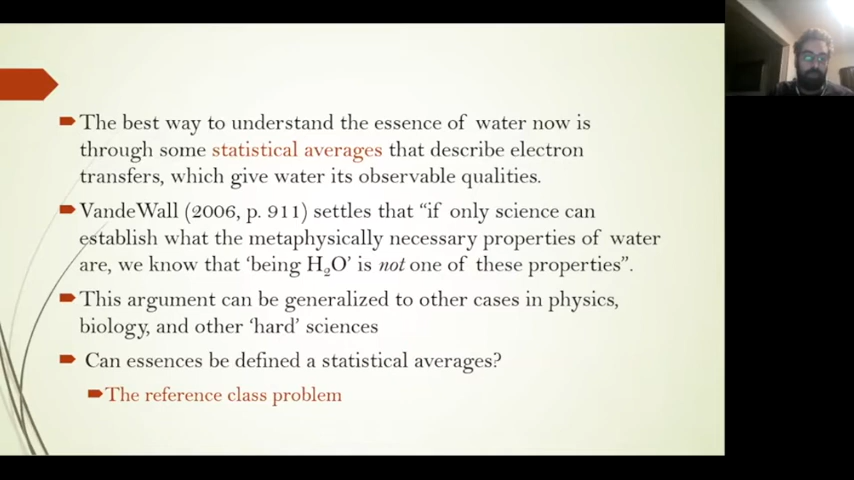 The best way to understand the essence of water now is
through some statistical averages that describe electron
transfers, which give water its observable qualities.
VandeWall (2006, p. 911) settles that “if only science can
establish what the metaphysically necessary properties of water
are, we know that ‘being H₂O’ is not one of these properties”.
This argument can be generalized to other cases in physics,
biology, and other ‘hard’ sciences
Can essences be defined a statistical averages?
The reference class problem